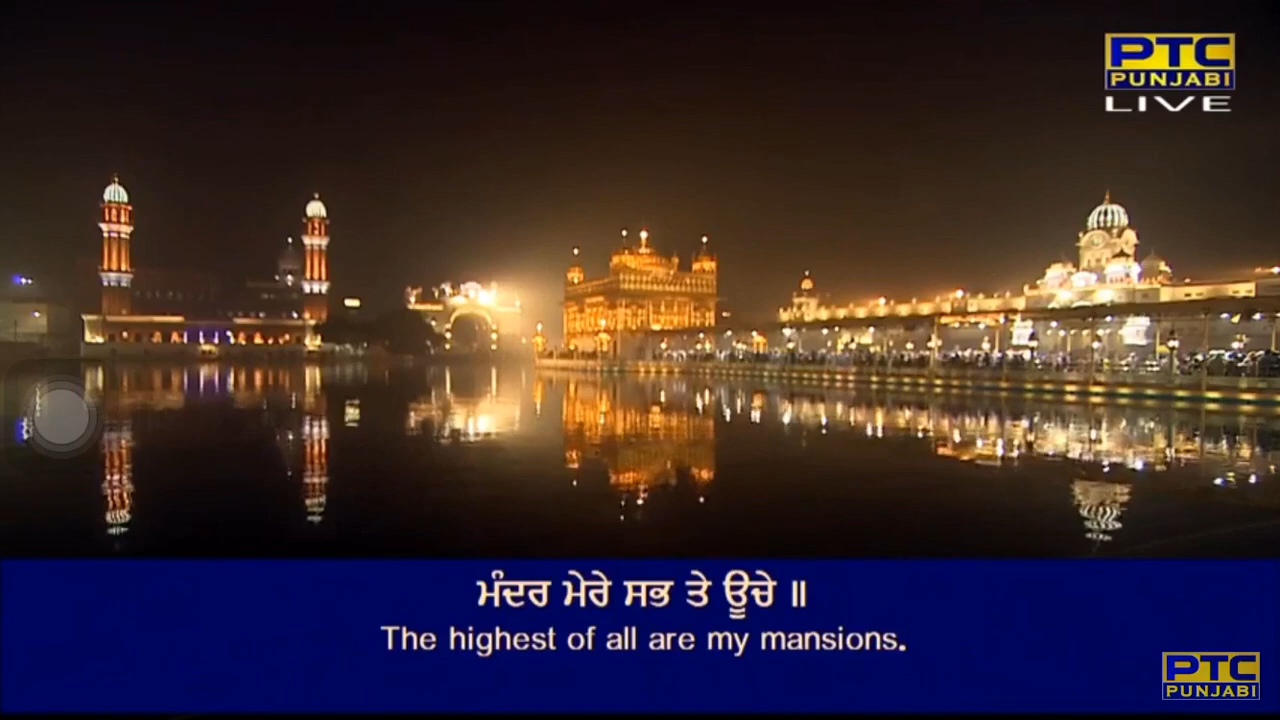 PTC
PUNJABI
LIVE
ਮੰਦਰ ਮੇਰੇ ਸਭ ਤੇ ਊਚੇ ॥
The highest of all are my mansions.
PTC
PUNJABI